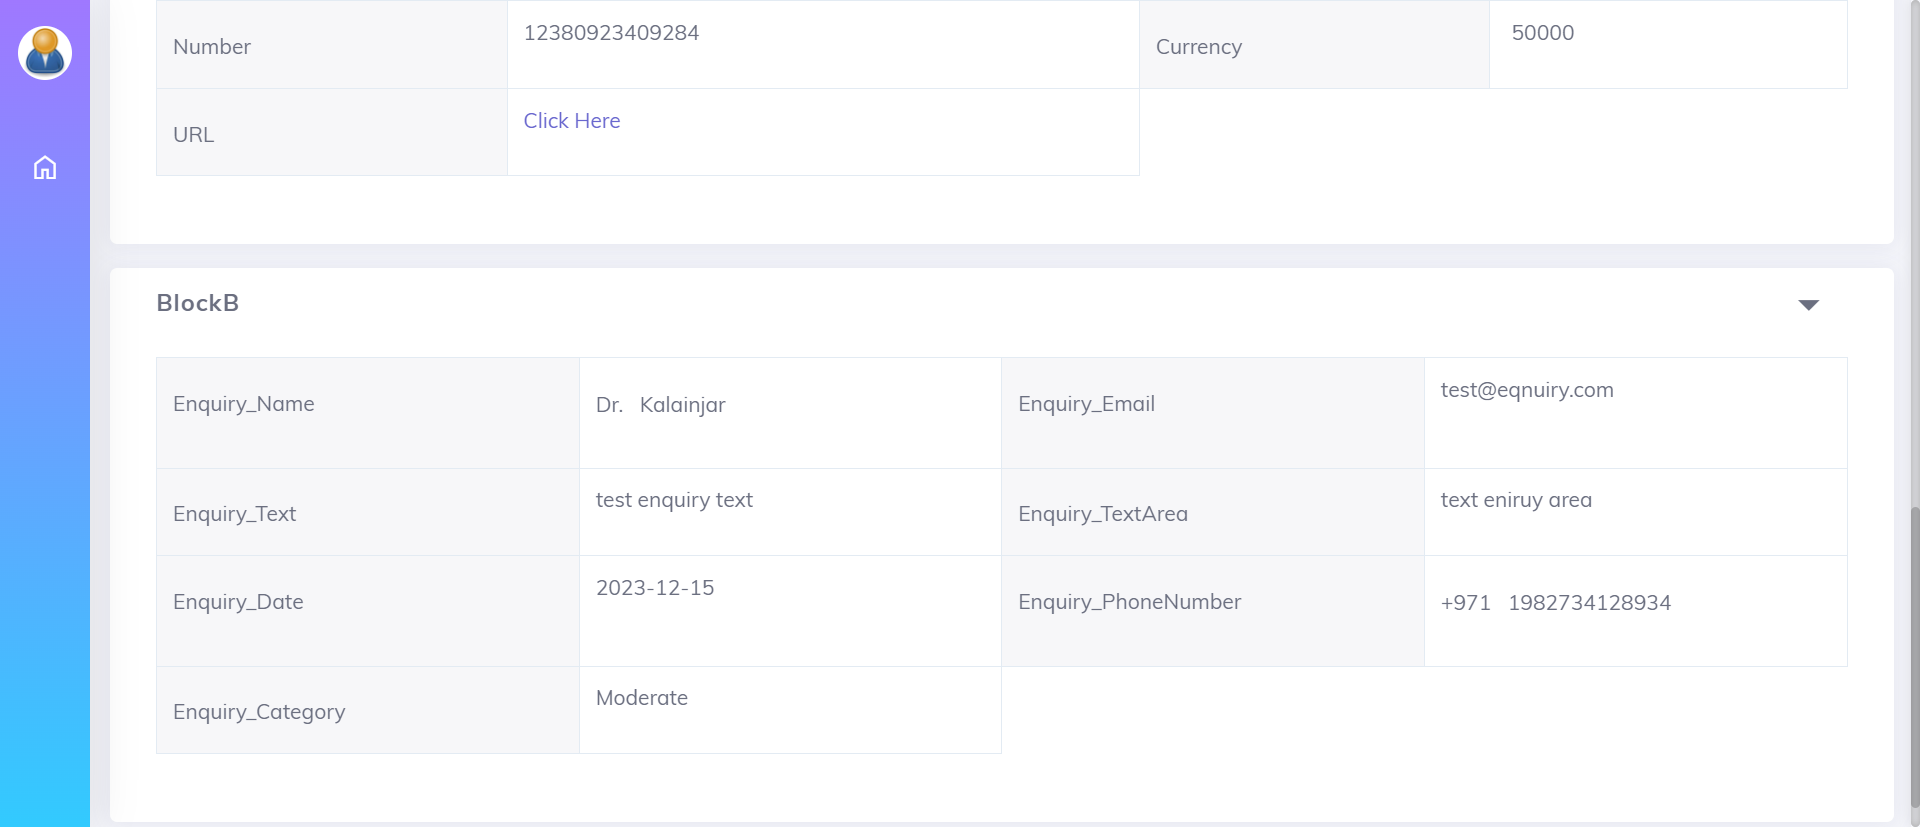 Number 12380923409284 Currency 50000
URL Click Here
BlockB
Enquiry_Name Dr. Kalainjar Enquiry_Email test@eqnuiry.com
Enquiry_Text test enquiry text Enquiry_TextArea text eniruy area
Enquiry_Date 2023-12-15 Enquiry_PhoneNumber +971 1982734128934
Enquiry_Category Moderate